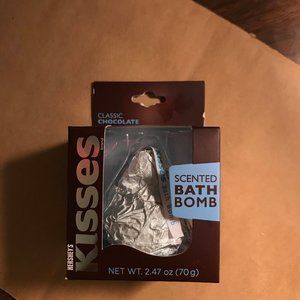 CLASSIC
CHOCOLATE
HERSHEY'S
KISSES
SCENTED
BATH
BOMB
NET WT. 2.47 oz (70g)